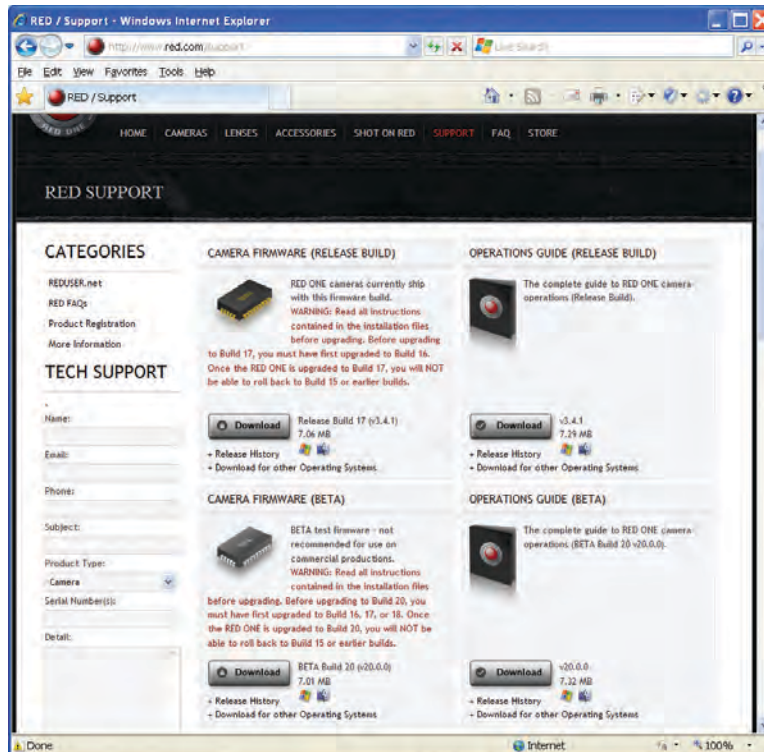 RED / Support - Windows Internet Explorer
http://www.red.com/support
Live Search
File Edit View Favorites Tools Help
RED / Support
RED ONE
HOME CAMERAS LENSES ACCESSORIES SHOT ON RED SUPPORT FAQ STORE
RED SUPPORT
CATEGORIES
REDUSER.net
RED FAQs
Product Registration
More Information
TECH SUPPORT
Name:
Email:
Phone:
Subject:
Product Type:
Camera
Serial Number(s):
Detail:
CAMERA FIRMWARE (RELEASE BUILD)
RED ONE cameras currently ship
with this firmware build.
WARNING: Read all instructions
contained in the installation files
before upgrading. Before upgrading
to Build 17, you must have first upgraded to Build 16.
Once the RED ONE is upgraded to Build 17, you will NOT
be able to roll back to Build 15 or earlier builds.
Download
Release Build 17 (v3.4.1)
7.06 MB
+ Release History
+ Download for other Operating Systems
OPERATIONS GUIDE (RELEASE BUILD)
The complete guide to RED ONE camera
operations (Release Build).
Download
v3.4.1
7.29 MB
+ Release History
+ Download for other Operating Systems
CAMERA FIRMWARE (BETA)
BETA test firmware - not
recommended for use on
commercial productions.
WARNING: Read all instructions
contained in the installation files
before upgrading. Before upgrading to Build 20, you
must have first upgraded to Build 16, 17, or 18. Once
the RED ONE is upgraded to Build 20, you will NOT be
able to roll back to Build 15 or earlier builds.
Download
BETA Build 20 (v20.0.0)
7.01 MB
+ Release History
+ Download for other Operating Systems
OPERATIONS GUIDE (BETA)
The complete guide to RED ONE camera
operations (BETA Build 20 v20.0.0).
Download
v20.0.0
7.32 MB
+ Release History
+ Download for other Operating Systems
Done
Internet
100%